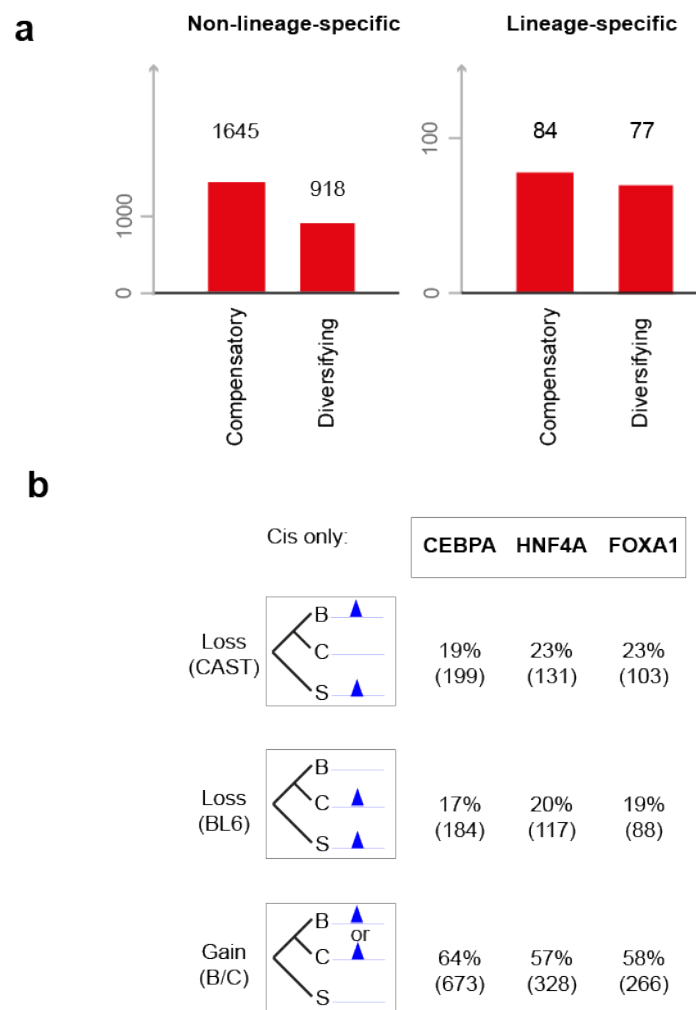 a
Non-lineage-specific
Lineage-specific
1645
918
1000
0
Compensatory
Diversifying
84
77
100
0
Compensatory
Diversifying
b
Cis only:
CEBPA HNF4A FOXA1
Loss
(CAST)
B
C
S
19% 23% 23%
(199) (131) (103)
Loss
(BL6)
B
C
S
17% 20% 19%
(184) (117) (88)
Gain
(B/C)
B
or
C
S
64% 57% 58%
(673) (328) (266)